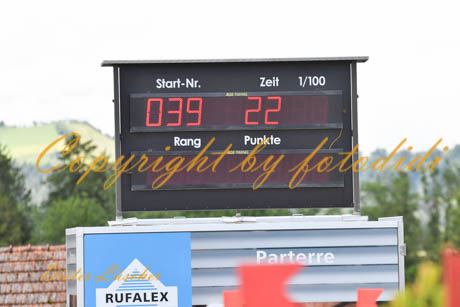 Start-Nr. Zeit 1/100
039 22
Rang Punkte
Copyright by fotodidi
Parterre
RUFALEX